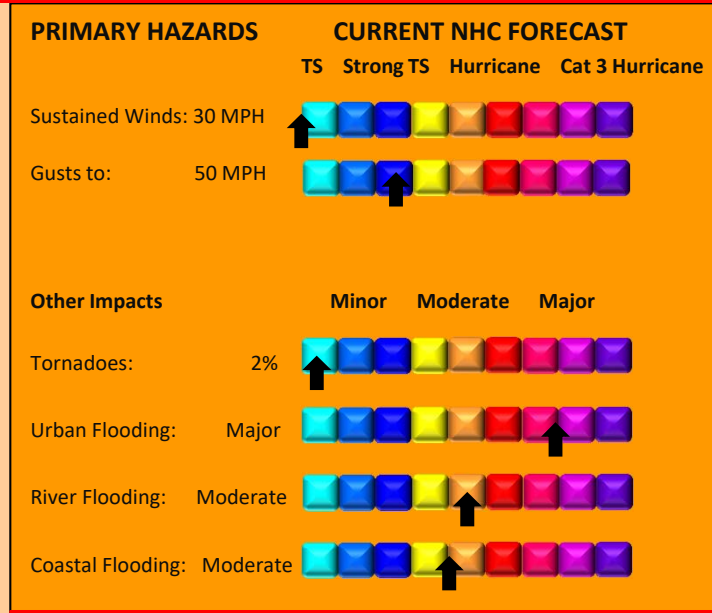 PRIMARY HAZARDS CURRENT NHC FORECAST
TS Strong TS Hurricane Cat 3 Hurricane
Sustained Winds: 30 MPH
Gusts to: 50 MPH
Other Impacts Minor Moderate Major
Tornadoes: 2%
Urban Flooding: Major
River Flooding: Moderate
Coastal Flooding: Moderate